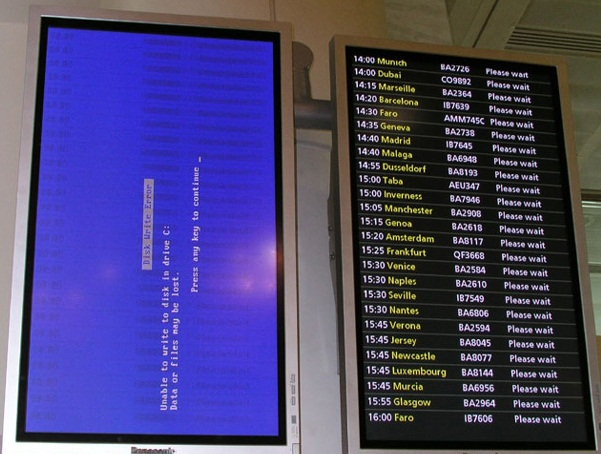 Disk Write Error
Unable to write to disk in drive C:
Data or files may be lost.
Press any key to continue _
Panasonic
14:00 Munich BA2726 Please wait
14:00 Dubai CO9892 Please wait
14:15 Marseille BA2364 Please wait
14:20 Barcelona IB7639 Please wait
14:30 Faro AMM745C Please wait
14:35 Geneva BA2738 Please wait
14:40 Madrid IB7645 Please wait
14:40 Malaga BA6948 Please wait
14:55 Dusseldorf BA8193 Please wait
15:00 Taba AEU347 Please wait
15:00 Inverness BA7946 Please wait
15:05 Manchester BA2908 Please wait
15:15 Genoa BA2618 Please wait
15:20 Amsterdam BA8117 Please wait
15:25 Frankfurt QF3668 Please wait
15:30 Venice BA2584 Please wait
15:30 Naples BA2610 Please wait
15:30 Seville IB7549 Please wait
15:30 Nantes BA6806 Please wait
15:45 Verona BA2594 Please wait
15:45 Jersey BA8045 Please wait
15:45 Newcastle BA8077 Please wait
15:45 Luxembourg BA8144 Please wait
15:45 Murcia BA6956 Please wait
15:55 Glasgow BA2964 Please wait
16:00 Faro IB7606 Please wait